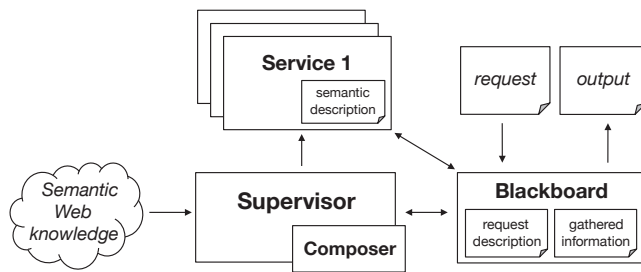 Service 1
semantic
description
request
output
Semantic
Web
knowledge
Supervisor
Composer
Blackboard
request
description
gathered
information